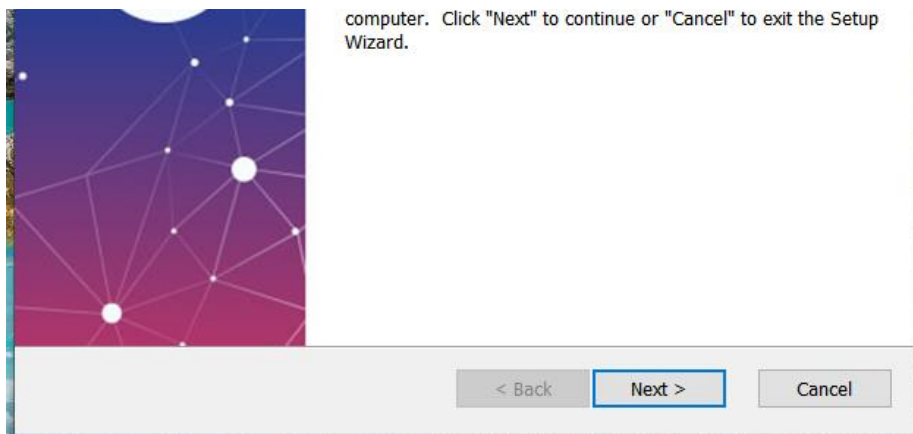 computer.  Click "Next" to continue or "Cancel" to exit the Setup
Wizard.
< Back
Next >
Cancel